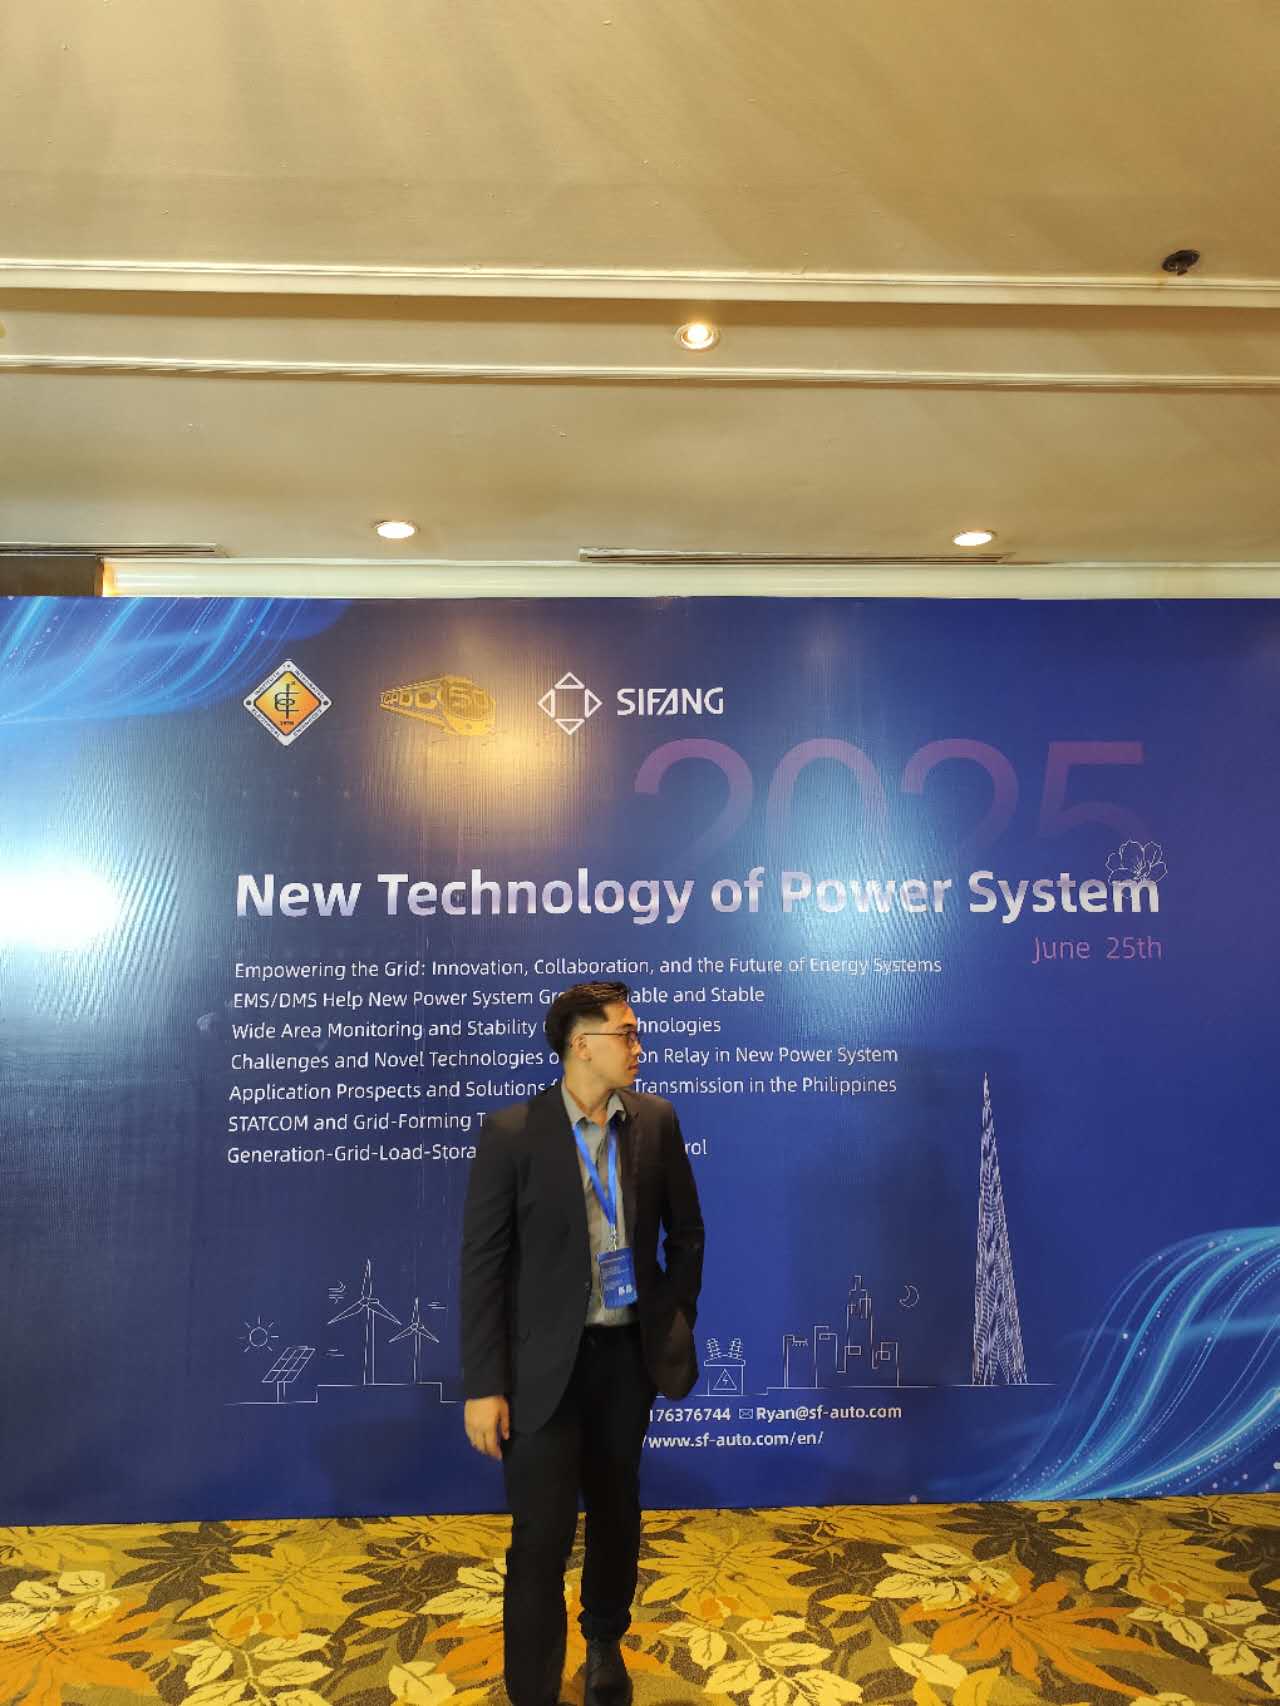 SIFANG
2025
New Technology of Power System
June 25th
Empowering the Grid: Innovation, Collaboration, and the Future of Energy Systems
EMS/DMS Help New Power System able and Stable
Wide Area Monitoring and Stability hnologies
Challenges and Novel Technologies on Relay in New Power System
Application Prospects and Solutions Transmission in the Philippines
STATCOM and Grid-Forming
Generation-Grid-Load-Stora rol
176376744 Ryan@sf-auto.com
/www.sf-auto.com/en/